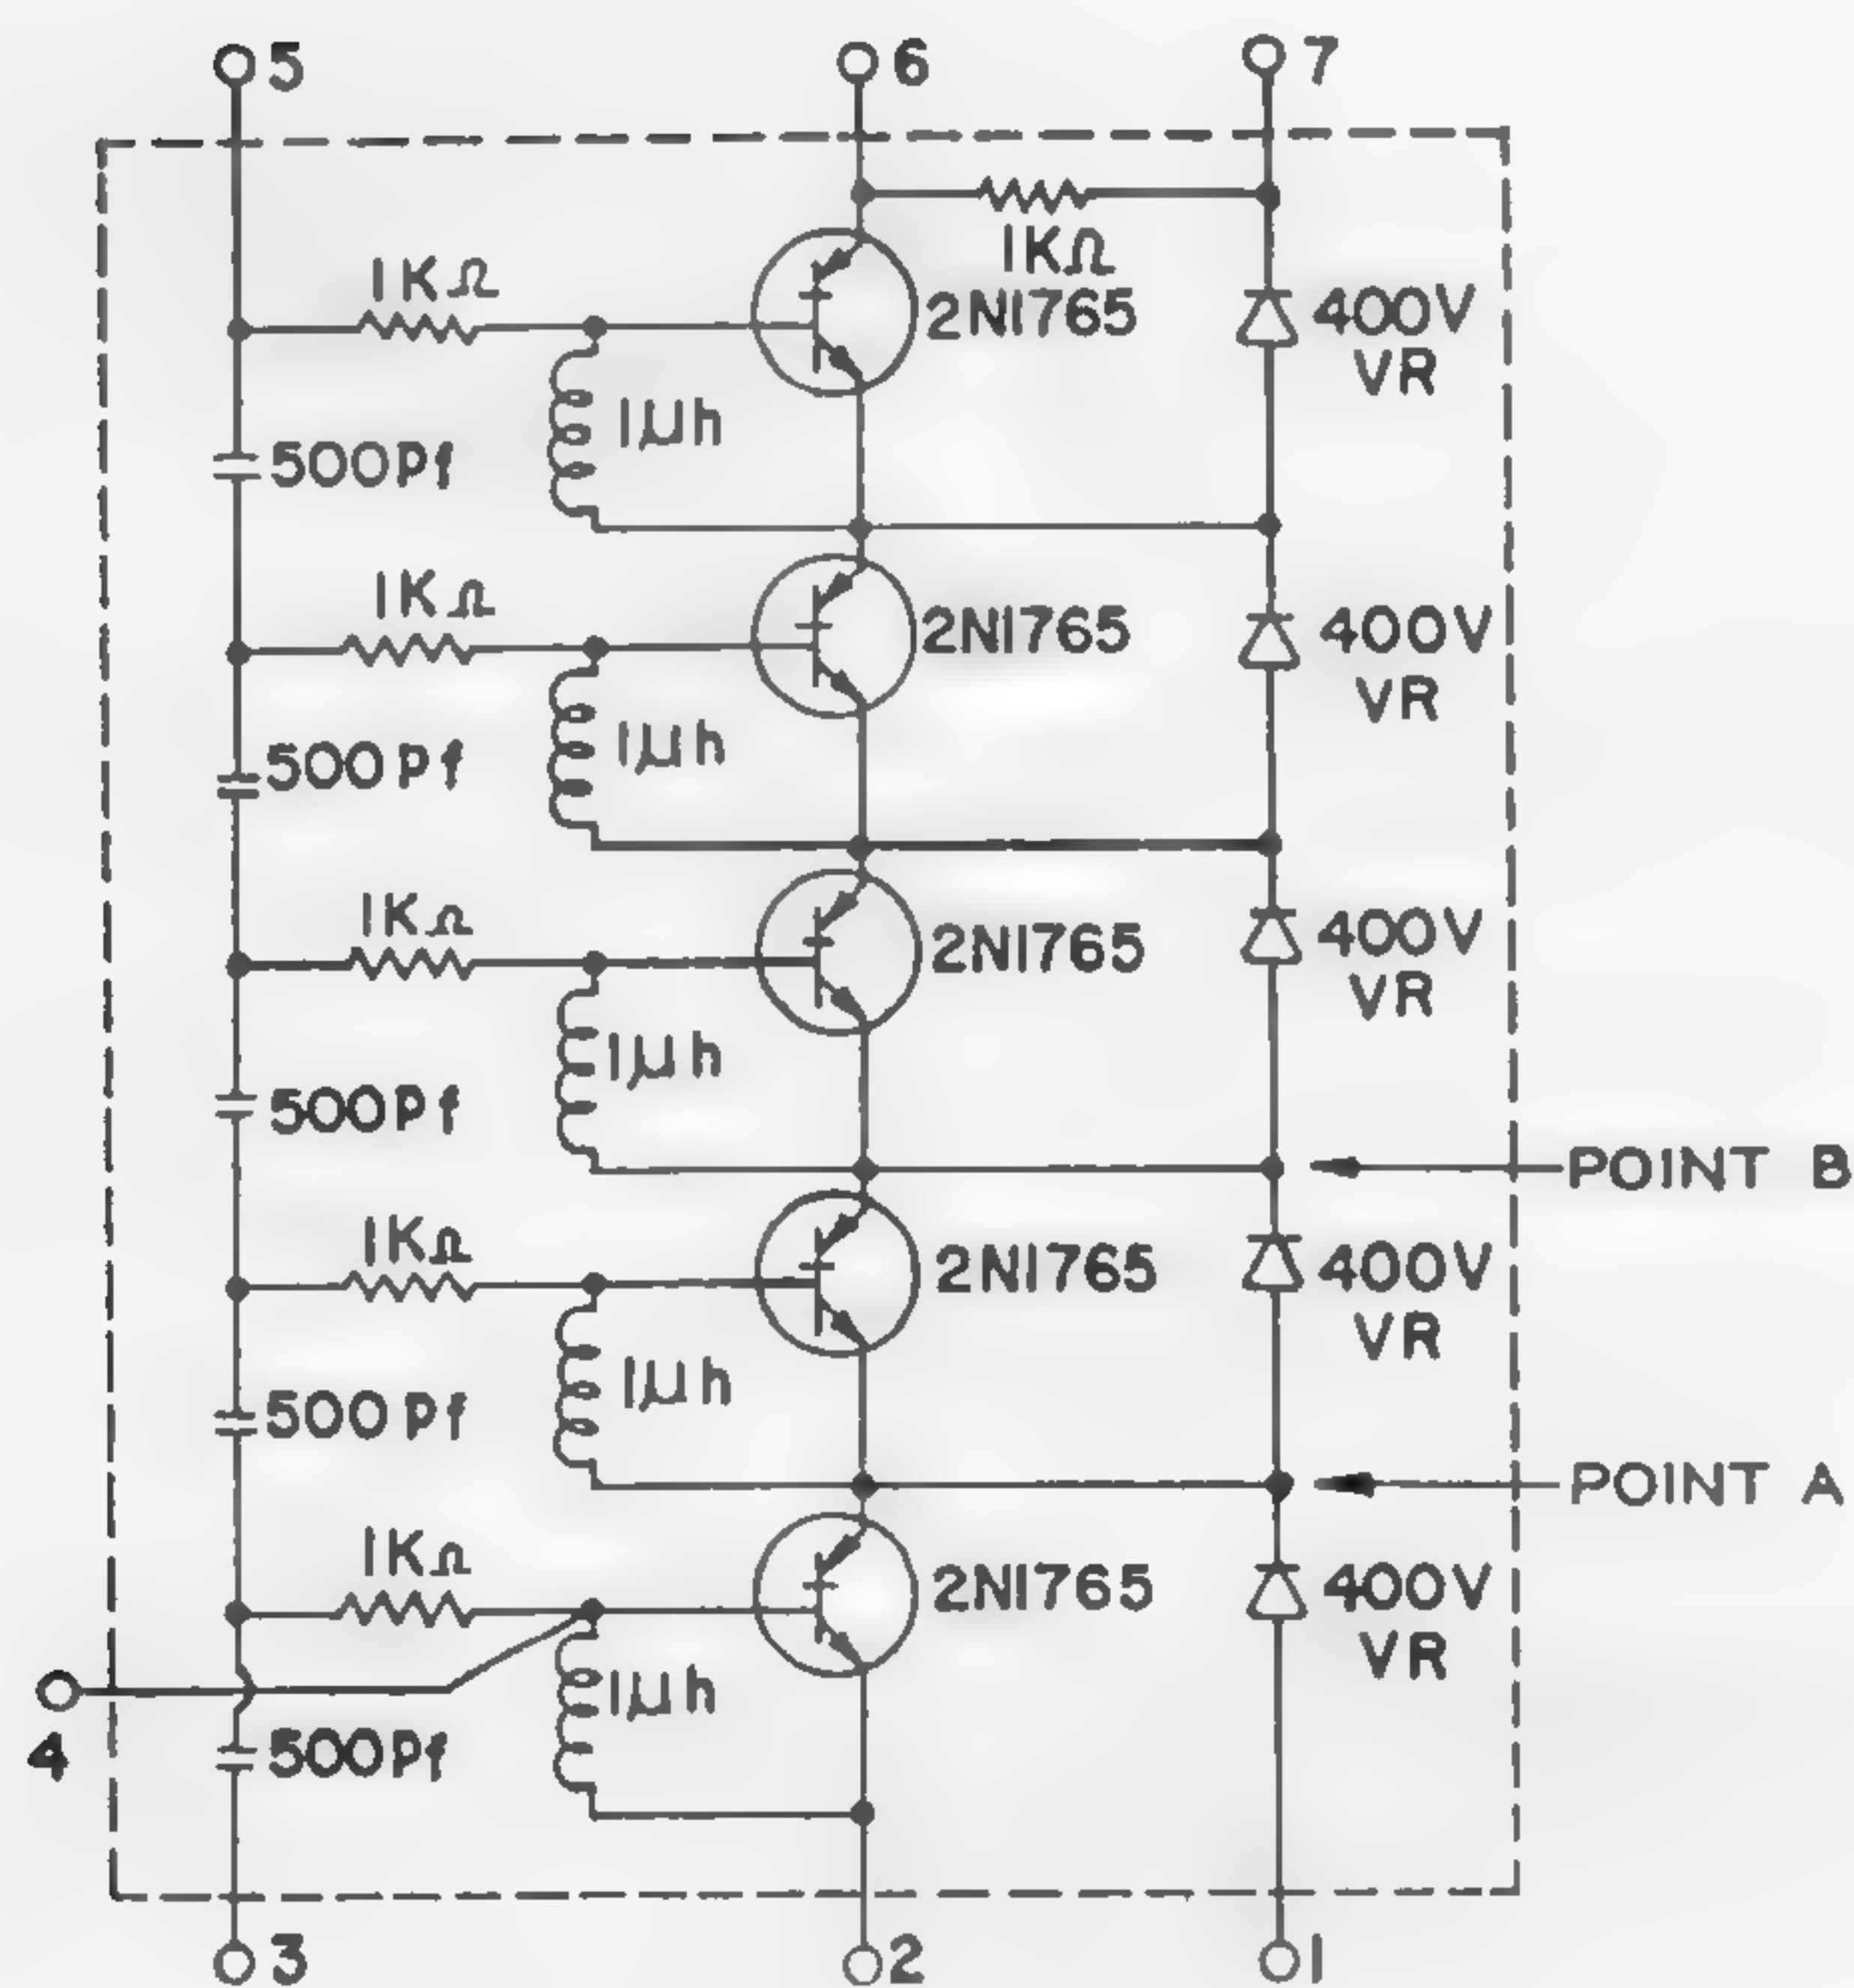 5
6
7
1KΩ
1KΩ
2N1765
400V
VR
500Pf
1μh
1KΩ
2N1765
400V
VR
500Pf
1μh
1KΩ
2N1765
400V
VR
500Pf
1μh
POINT B
1KΩ
2N1765
400V
VR
500Pf
1μh
POINT A
1KΩ
2N1765
400V
VR
4
500Pf
1μh
3
2
1